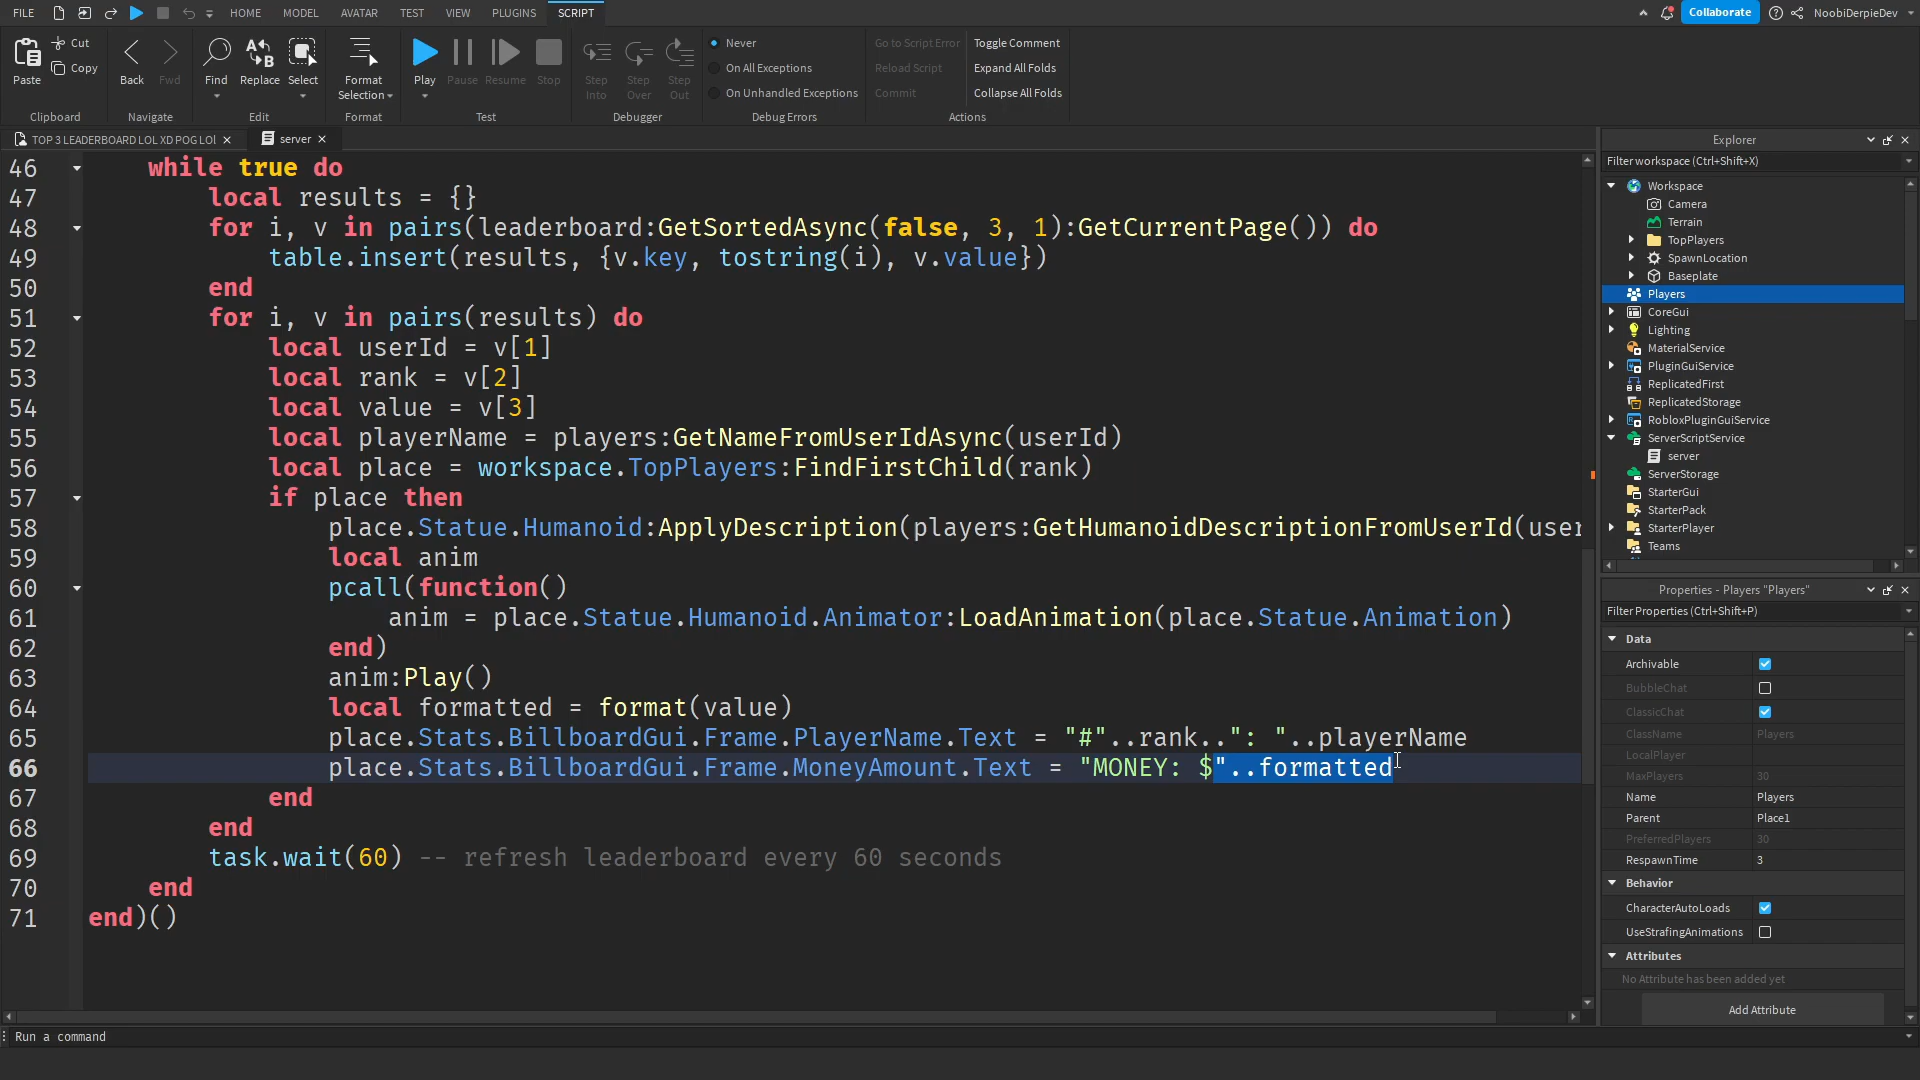 FILE HOME MODEL AVATAR TEST VIEW PLUGINS SCRIPT Collaborate NoobiDerpieDev
Paste Cut Copy
Back Fwd
Find Replace Select
Format Selection
Play Pause Resume Stop
Step Into Step Over Step Out
Never
On All Exceptions
On Unhandled Exceptions
Go to Script Error
Reload Script
Commit
Toggle Comment
Expand All Folds
Collapse All Folds
Clipboard Navigate Edit Format Test Debugger Debug Errors Actions
TOP 3 LEADERBOARD LOL XD POG LOl server
46 while true do
47 local results = {}
48 for i, v in pairs(leaderboard:GetSortedAsync(false, 3, 1):GetCurrentPage()) do
49 table.insert(results, {v.key, tostring(i), v.value})
50 end
51 for i, v in pairs(results) do
52 local userId = v[1]
53 local rank = v[2]
54 local value = v[3]
55 local playerName = players:GetNameFromUserIdAsync(userId)
56 local place = workspace.TopPlayers:FindFirstChild(rank)
57 if place then
58 place.Statue.Humanoid:ApplyDescription(players:GetHumanoidDescriptionFromUserId(user
59 local anim
60 pcall(function()
61 anim = place.Statue.Humanoid.Animator:LoadAnimation(place.Statue.Animation)
62 end)
63 anim:Play()
64 local formatted = format(value)
65 place.Stats.BillboardGui.Frame.PlayerName.Text = "#"..rank..": "..playerName
66 place.Stats.BillboardGui.Frame.MoneyAmount.Text = "MONEY: $"..formatted
67 end
68 end
69 task.wait(60) -- refresh leaderboard every 60 seconds
70 end
71 end)()
Run a command
Explorer
Filter workspace (Ctrl+Shift+X)
Workspace
Camera
Terrain
TopPlayers
SpawnLocation
Baseplate
Players
CoreGui
Lighting
MaterialService
PluginGuiService
ReplicatedFirst
ReplicatedStorage
RobloxPluginGuiService
ServerScriptService
server
ServerStorage
StarterGui
StarterPack
StarterPlayer
Teams
Properties - Players "Players"
Filter Properties (Ctrl+Shift+P)
Data
Archivable
BubbleChat
ClassicChat
ClassName Players
LocalPlayer
MaxPlayers 30
Name Players
Parent Place1
PreferredPlayers 30
RespawnTime 3
Behavior
CharacterAutoLoads
UseStrafingAnimations
Attributes
No Attribute has been added yet
Add Attribute